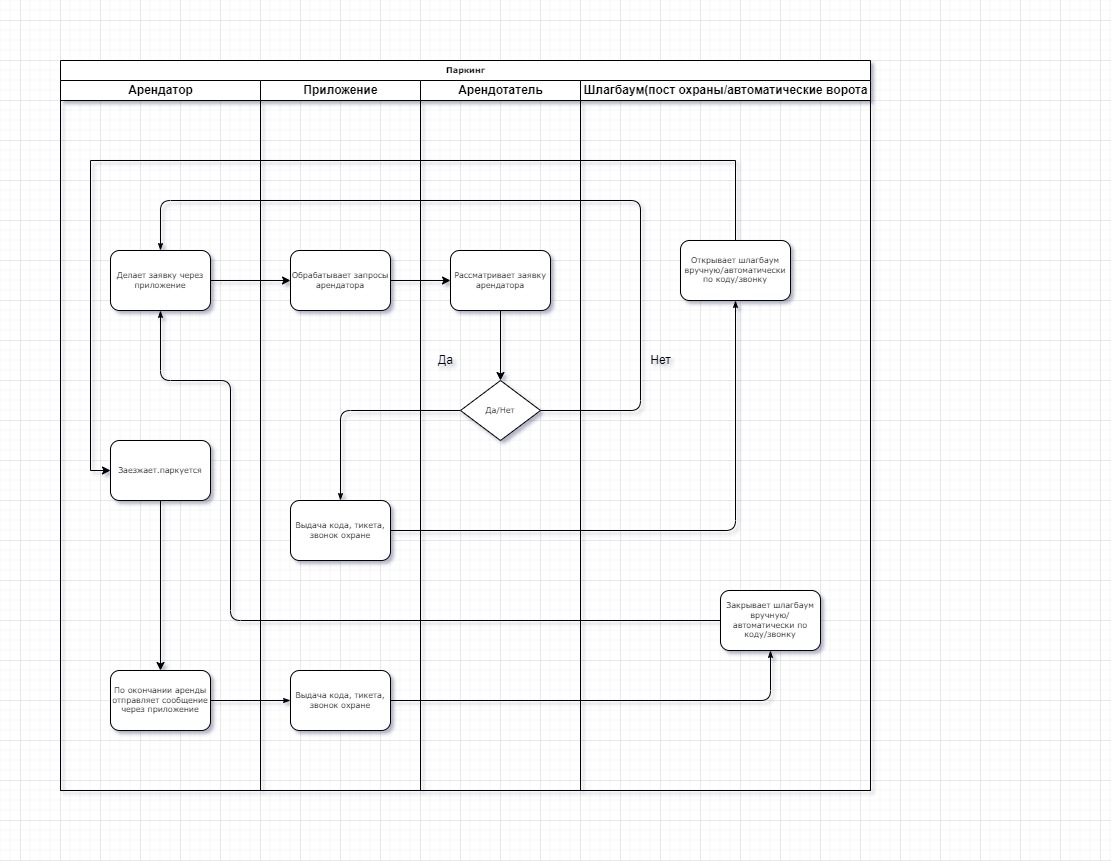 Паркинг
Арендатор
Приложение
Арендотатель
Шлагбаум(пост охраны/автоматические ворота
Делает заявку через
приложение
Обрабатывает запросы
арендатора
Рассматривает заявку
арендатора
Открывает шлагбаум
вручную/автоматически
по коду/звонку
Да
Нет
Да/Нет
Заезжает.паркуется
Выдача кода, тикета,
звонок охране
Закрывает шлагбаум
вручную/
автоматически по
коду/звонку
По окончании аренды
отправляет сообщение
через приложение
Выдача кода, тикета,
звонок охране